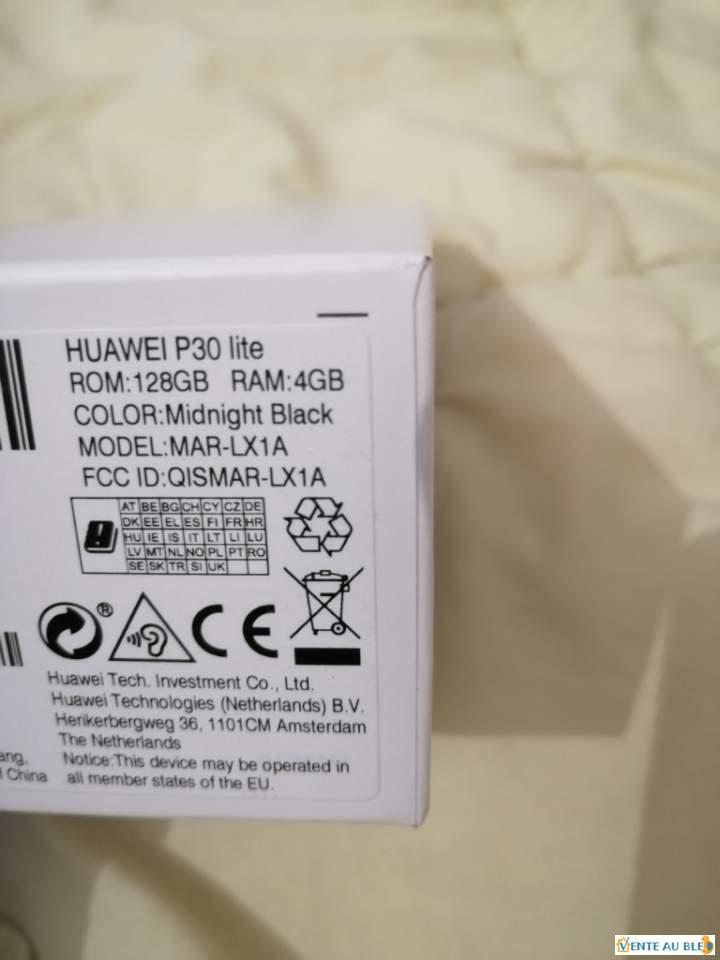 HUAWEI P30 lite
ROM:128GB RAM:4GB
COLOR:Midnight Black
MODEL:MAR-LX1A
FCC ID:QISMAR-LX1A
AT BE BG CH CY CZ DE
DK EE EL ES FI FR HR
HU IE IS IT LT LI LU
LV MT NL NO PL PT RO
SE SK TR SI UK
®
CE
Huawei Tech. Investment Co., Ltd.
Huawei Technologies (Netherlands) B.V.
Herikerbergweg 36, 1101CM Amsterdam
The Netherlands
Notice:This device may be operated in
all member states of the EU.
China
VENTE AU BLED